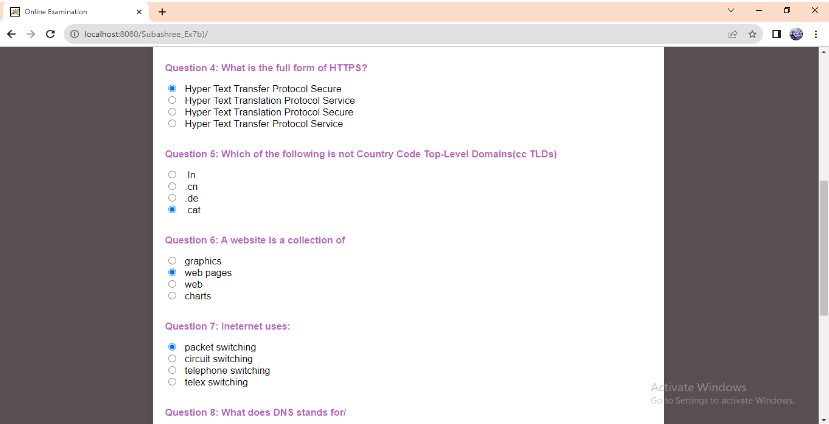 Online Examination
localhost:8080/Subashree_Ex7b)/
Question 4: What is the full form of HTTPS?
Hyper Text Transfer Protocol Secure
Hyper Text Translation Protocol Service
Hyper Text Translation Protocol Secure
Hyper Text Transfer Protocol Service
Question 5: Which of the following is not Country Code Top-Level Domains(cc TLDs)
.In
.cn
.de
.cat
Question 6: A website is a collection of
graphics
web pages
web
charts
Question 7: Ineternet uses:
packet switching
circuit switching
telephone switching
telex switching
Activate Windows
Go to Settings to activate Windows.
Question 8: What does DNS stands for/